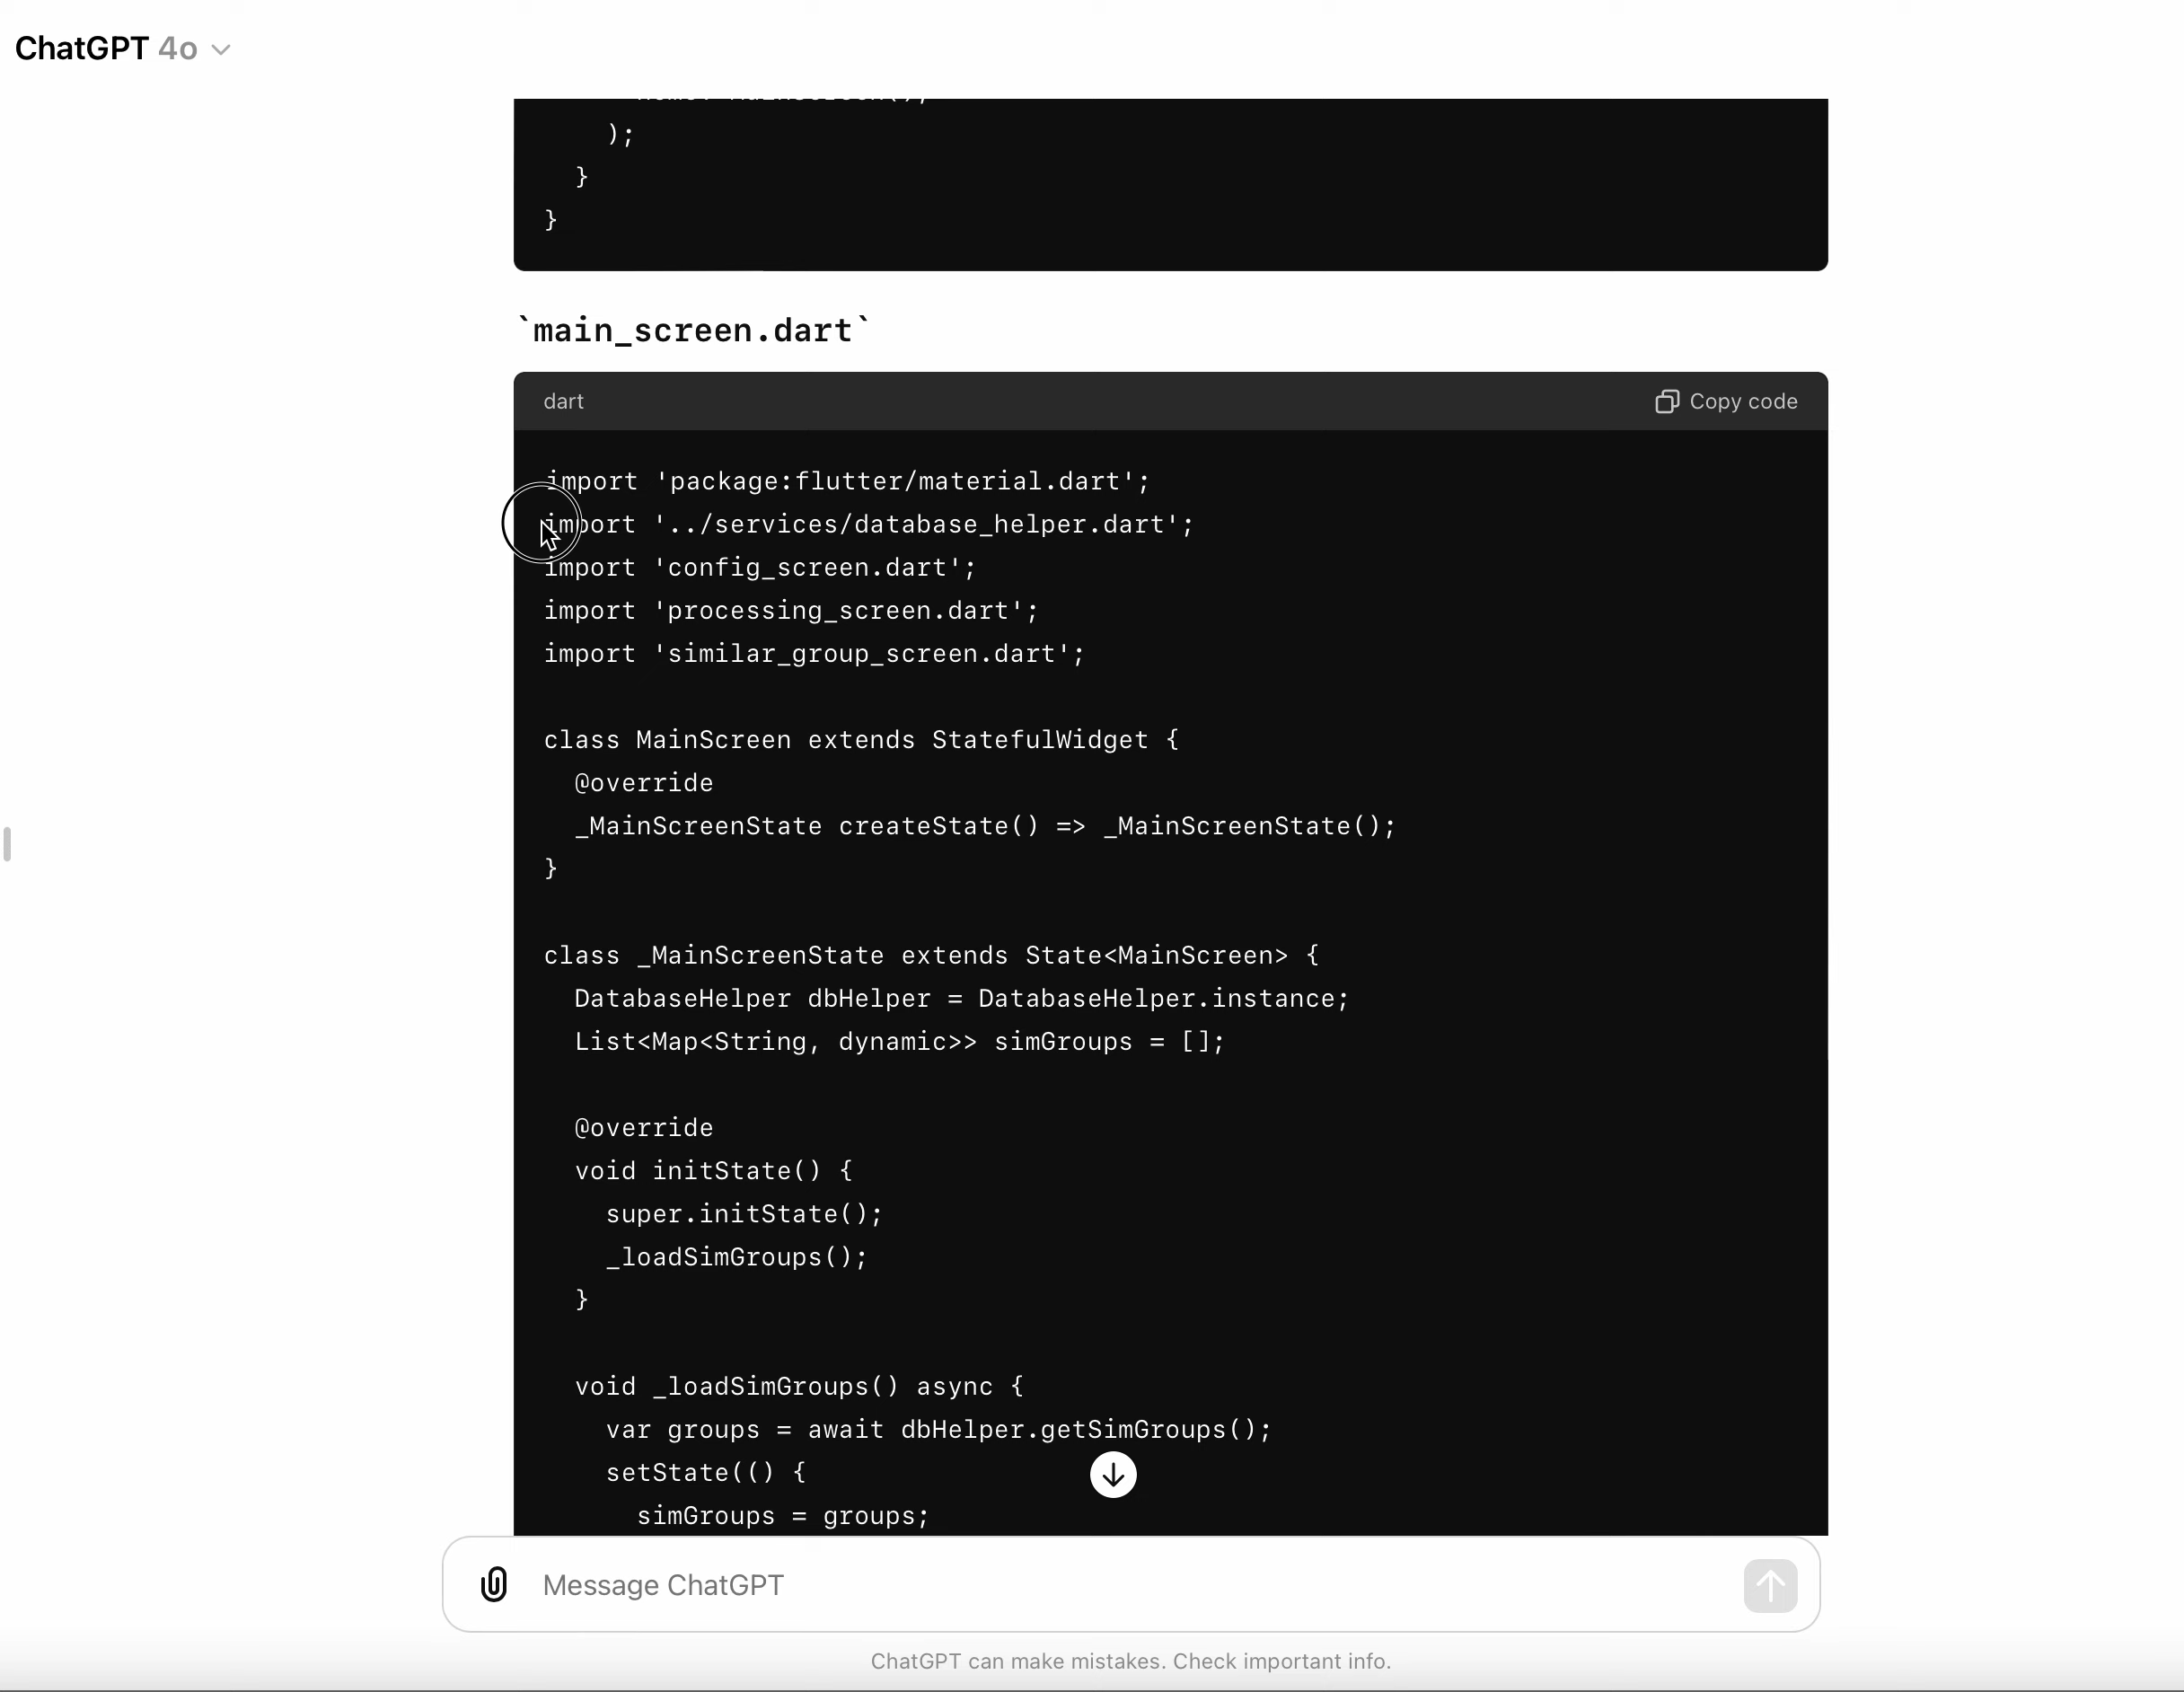 ChatGPT 4o
);
}
}
`main_screen.dart`
dart
Copy code
import 'package:flutter/material.dart';
import '../services/database_helper.dart';
import 'config_screen.dart';
import 'processing_screen.dart';
import 'similar_group_screen.dart';
class MainScreen extends StatefulWidget {
@override
_MainScreenState createState() => _MainScreenState();
}
class _MainScreenState extends State<MainScreen> {
DatabaseHelper dbHelper = DatabaseHelper.instance;
List<Map<String, dynamic>> simGroups = [];
@override
void initState() {
super.initState();
_loadSimGroups();
}
void _loadSimGroups() async {
var groups = await dbHelper.getSimGroups();
setState(() {
simGroups = groups;
Message ChatGPT
ChatGPT can make mistakes. Check important info.